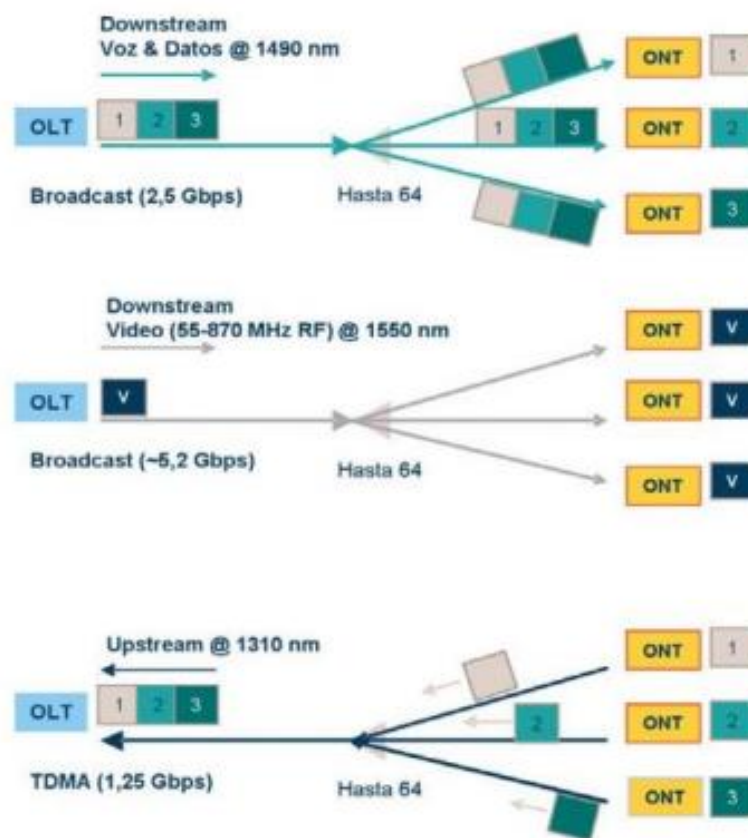 Downstream
Voz & Datos @ 1490 nm
OLT 1 2 3
1 2 3
ONT 1
ONT 2
ONT 3
Broadcast (2,5 Gbps)
Hasta 64
Downstream
Video (55-870 MHz RF) @ 1550 nm
OLT V
ONT V
ONT V
ONT V
Broadcast (~5,2 Gbps)
Hasta 64
Upstream @ 1310 nm
OLT 1 2 3
2
ONT 1
ONT 2
ONT 3
TDMA (1,25 Gbps)
Hasta 64